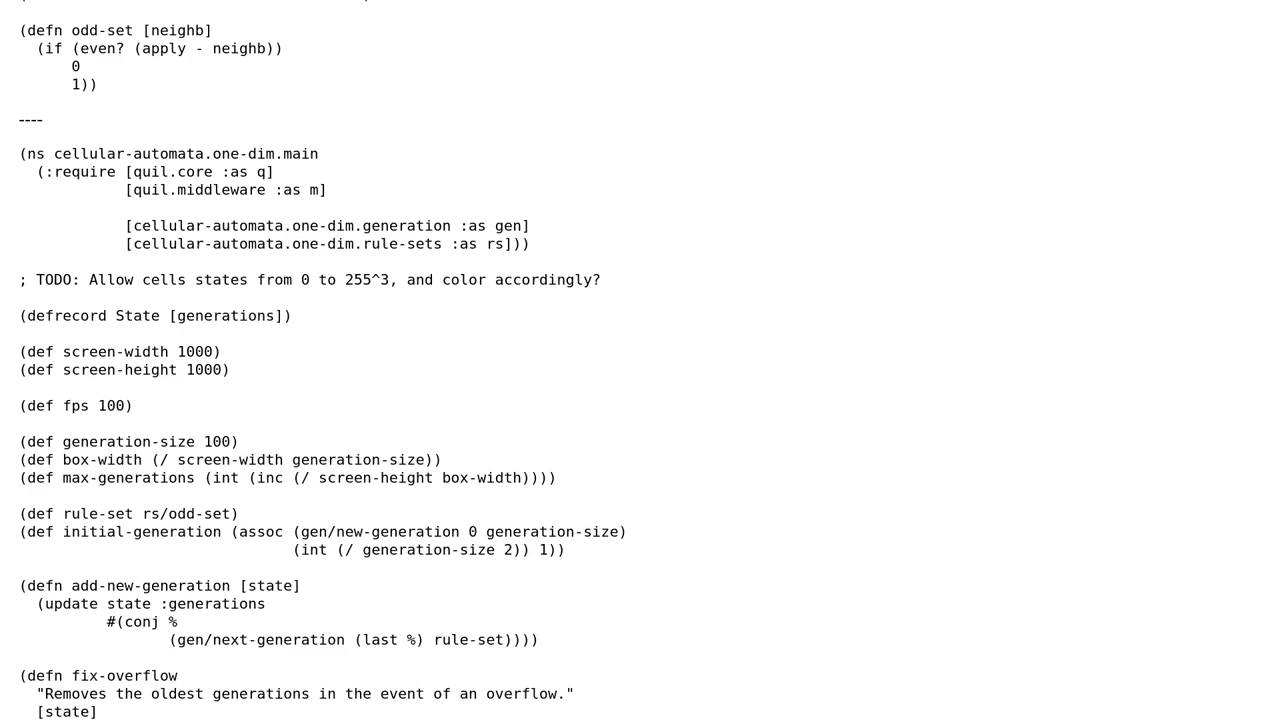 (defn odd-set [neighb]
  (if (even? (apply - neighb))
      0
      1))
----
(ns cellular-automata.one-dim.main
  (:require [quil.core :as q]
            [quil.middleware :as m]
            [cellular-automata.one-dim.generation :as gen]
            [cellular-automata.one-dim.rule-sets :as rs]))
; TODO: Allow cells states from 0 to 255^3, and color accordingly?
(defrecord State [generations])
(def screen-width 1000)
(def screen-height 1000)
(def fps 100)
(def generation-size 100)
(def box-width (/ screen-width generation-size))
(def max-generations (int (inc (/ screen-height box-width))))
(def rule-set rs/odd-set)
(def initial-generation (assoc (gen/new-generation 0 generation-size)
                               (int (/ generation-size 2)) 1))
(defn add-new-generation [state]
  (update state :generations
          #(conj %
                 (gen/next-generation (last %) rule-set))))
(defn fix-overflow
  "Removes the oldest generations in the event of an overflow."
  [state]